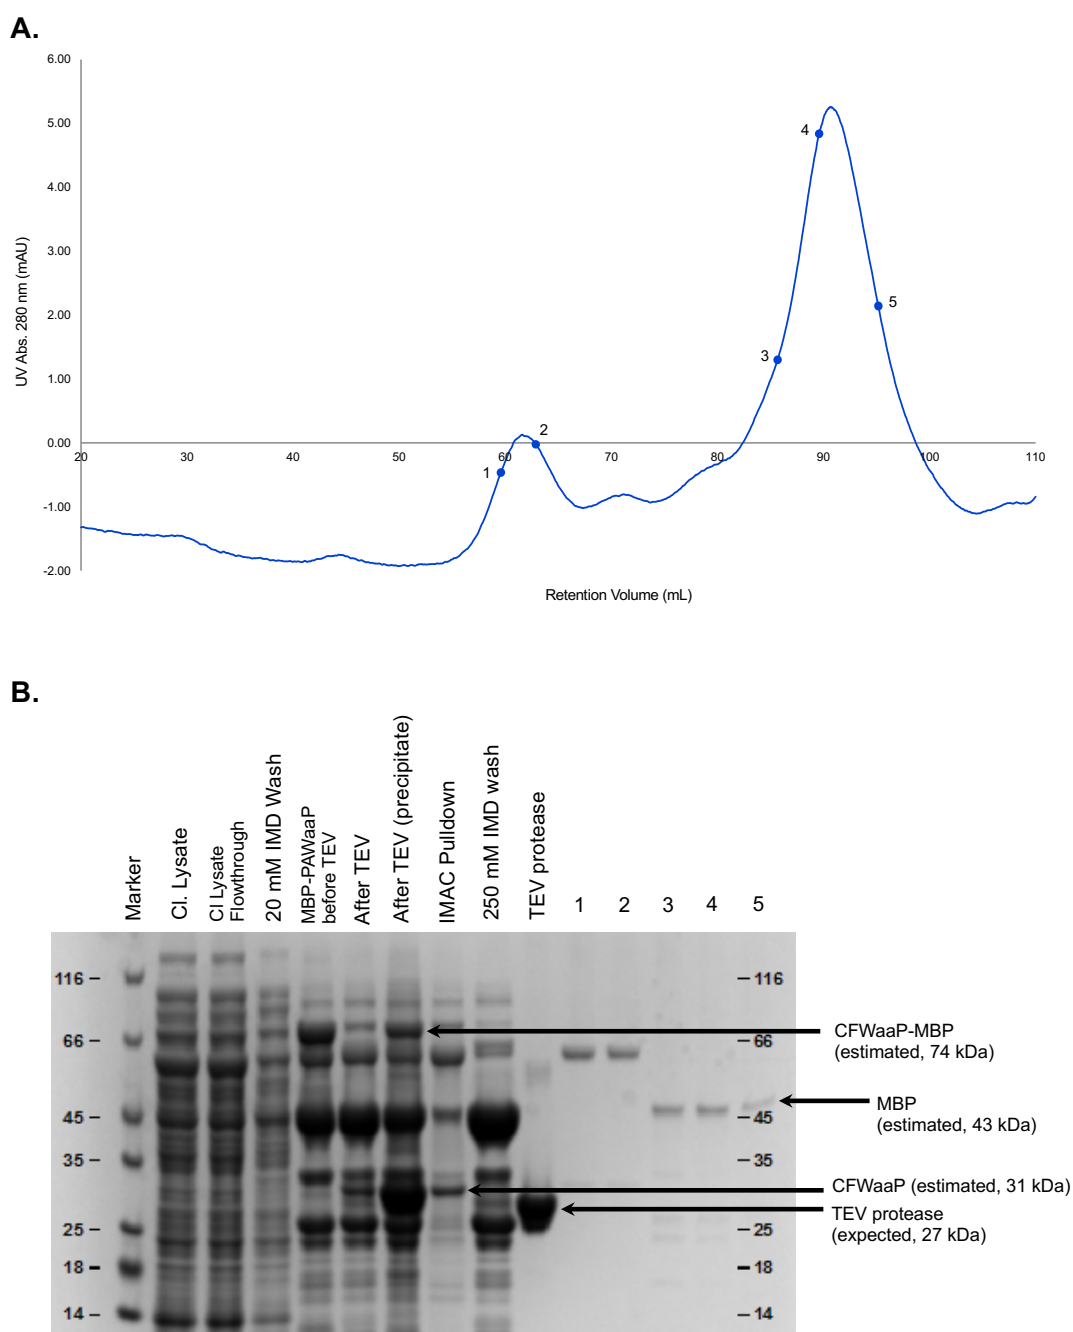 A.
6.00
5.00
4.00
3.00
2.00
1.00
0.00
-1.00
-2.00
UV Abs. 280 nm (mAU)
20 30 40 50 60 70 80 90 100 110
1
2
3
4
5
Retention Volume (mL)
B.
Marker
Cl. Lysate
Cl Lysate
Flowthrough
20 mM IMD Wash
MBP-PAWaaP
before TEV
After TEV
After TEV (precipitate)
IMAC Pulldown
250 mM IMD wash
TEV protease
1 2 3 4 5
116 –
66 –
45 –
35 –
25 –
18 –
14 –
– 116
– 66
– 45
– 35
– 25
– 18
– 14
CFWaaP-MBP
(estimated, 74 kDa)
MBP
(estimated, 43 kDa)
CFWaaP (estimated, 31 kDa)
TEV protease
(expected, 27 kDa)